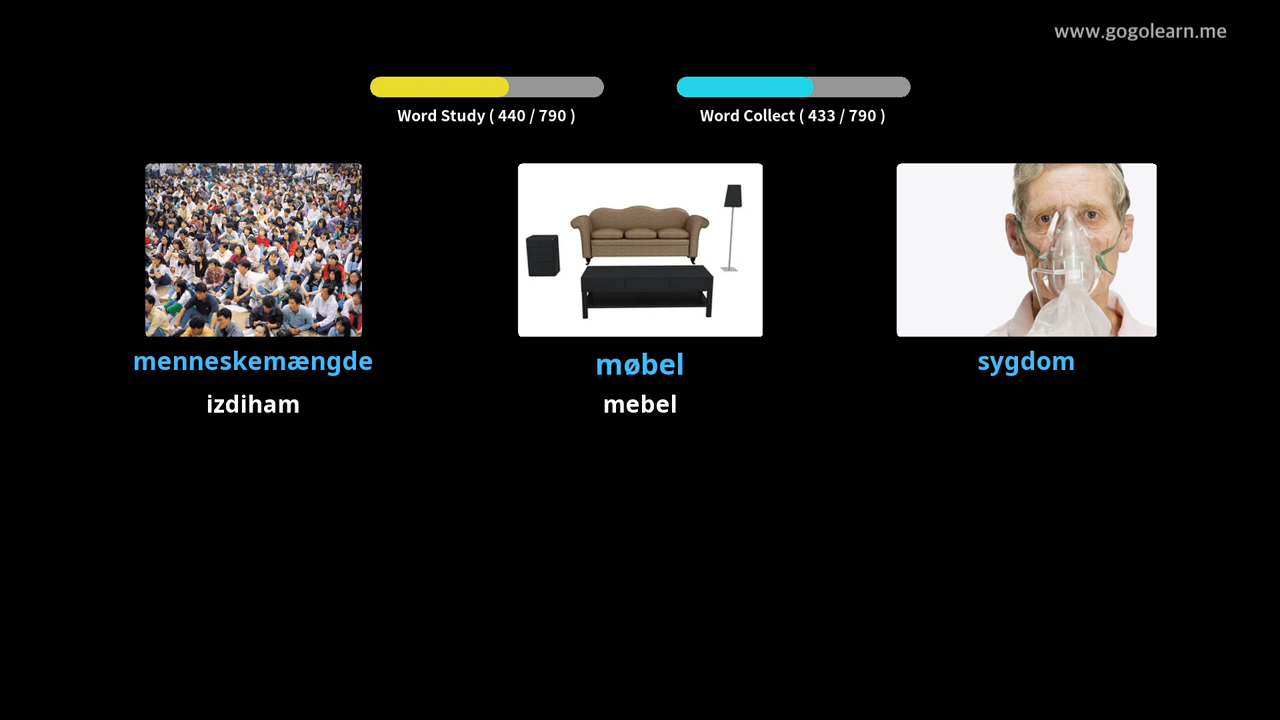 www.gogolearn.me
Word Study ( 440 / 790 )
Word Collect ( 433 / 790 )
menneskemængde
møbel
sygdom
izdiham
mebel